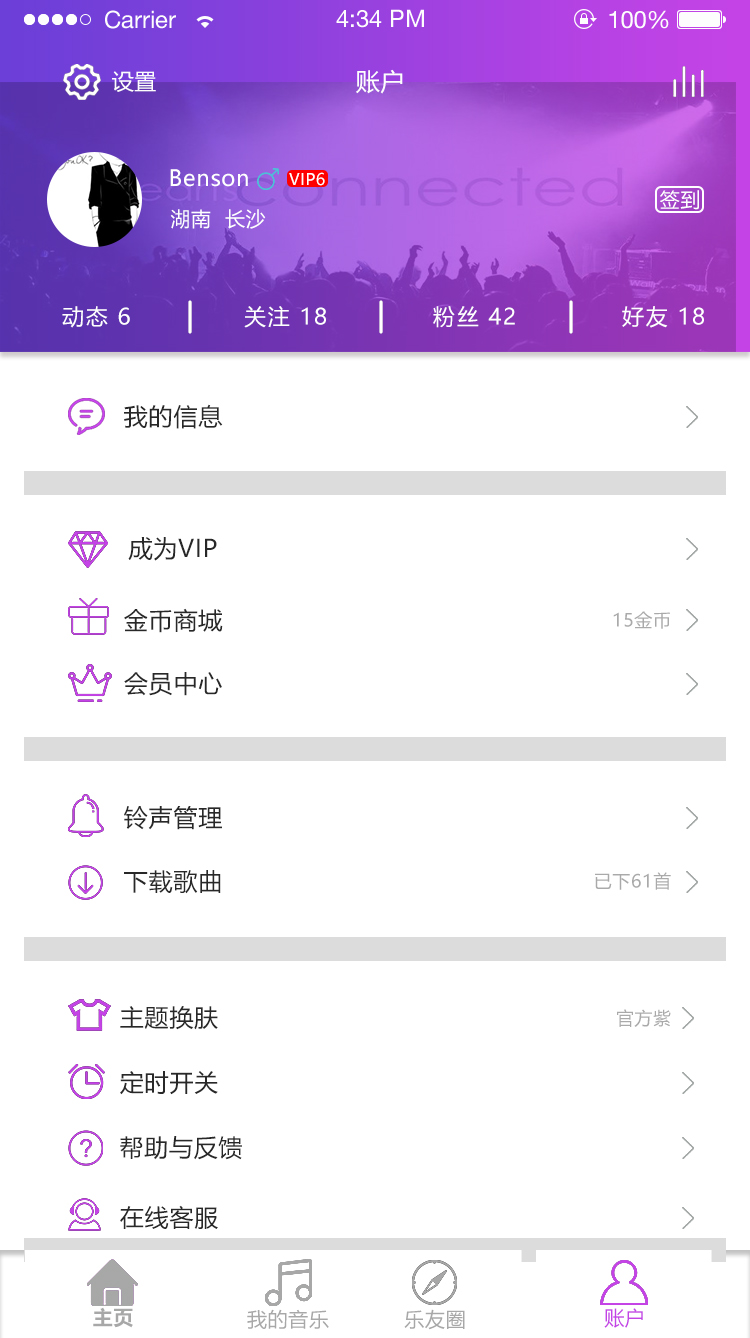 Carrier 4:34 PM 100%
设置 账户
Benson VIP6
connected
湖南 长沙 签到
动态 6 关注 18 粉丝 42 好友 18
我的信息
成为VIP
金币商城 15金币
会员中心
铃声管理
下载歌曲 已下61首
主题换肤 官方紫
定时开关
帮助与反馈
在线客服
主页 我的音乐 乐友圈 账户